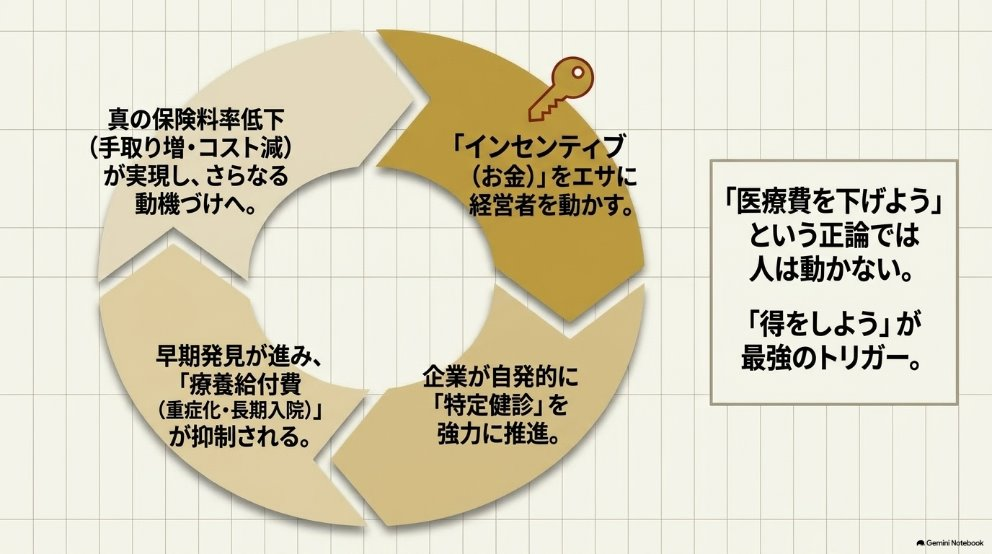 「インセンティブ
（お金）」をエサに
経営者を動かす。
企業が自発的に
「特定健診」を
強力に推進。
早期発見が進み、
「療養給付費
（重症化・長期入院）」
が抑制される。
真の保険料率低下
（手取り増・コスト減）
が実現し、さらなる
動機づけへ。
「医療費を下げよう」
という正論では
人は動かない。
「得をしよう」が
最強のトリガー。
Gemini Notebook